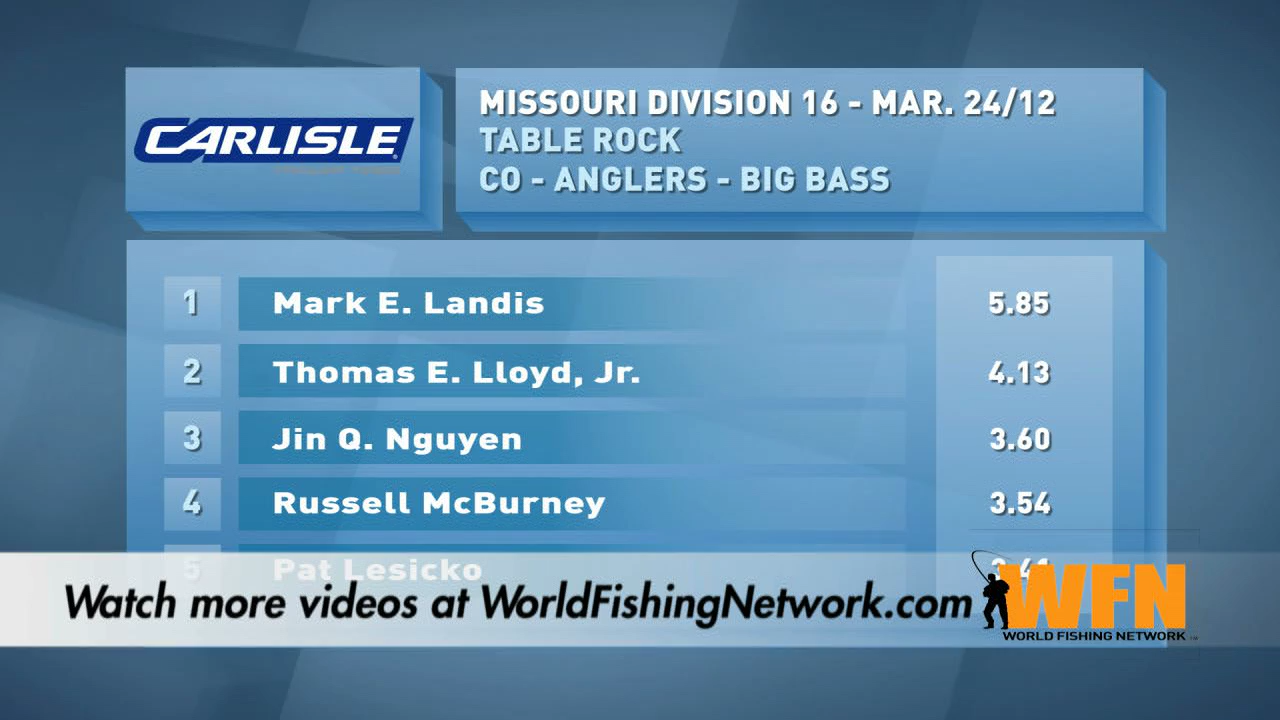 CARLISLE
MISSOURI DIVISION 16 - MAR. 24/12
TABLE ROCK
CO - ANGLERS - BIG BASS
1 Mark E. Landis 5.85
2 Thomas E. Lloyd, Jr. 4.13
3 Jin Q. Nguyen 3.60
4 Russell McBurney 3.54
5 Pat Lesicko
Watch more videos at WorldFishingNetwork.com
WFN
WORLD FISHING NETWORK